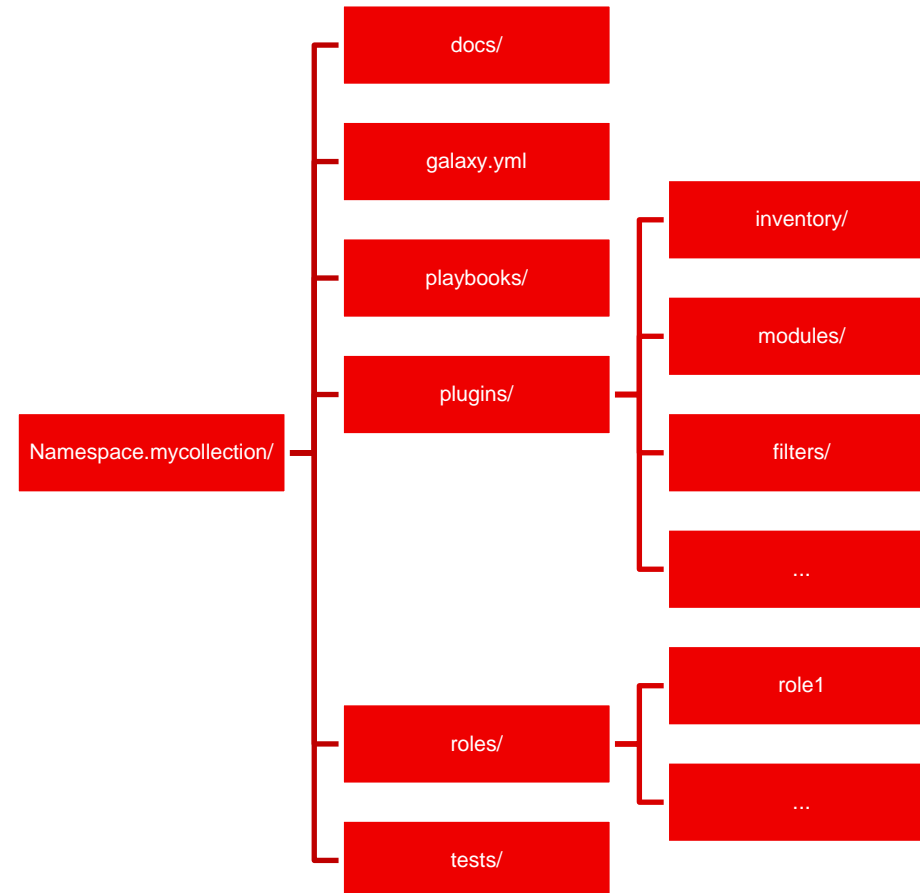 Namespace.mycollection/
docs/
galaxy.yml
playbooks/
plugins/
inventory/
modules/
filters/
...
roles/
role1
...
tests/